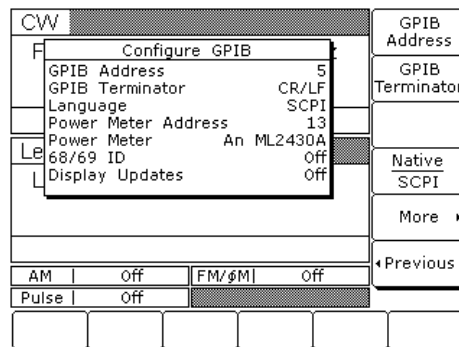 CW
GPIB
Address
F
Configure GPIB
GPIB Address 5
GPIB Terminator CR/LF
Language SCPI
Power Meter Address 13
Power Meter An ML2430A
68/69 ID Off
Display Updates Off
GPIB
Terminator
Le
L
Native
SCPI
More
Previous
AM Off FM/ϕM Off
Pulse Off